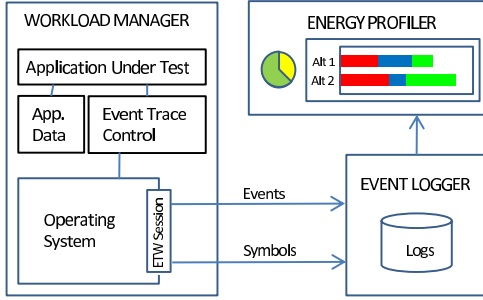 WORKLOAD MANAGER
Application Under Test
App.
Data
Event Trace
Control
Operating
System
ETW Session
Events
Symbols
ENERGY PROFILER
Alt 1
Alt 2
EVENT LOGGER
Logs